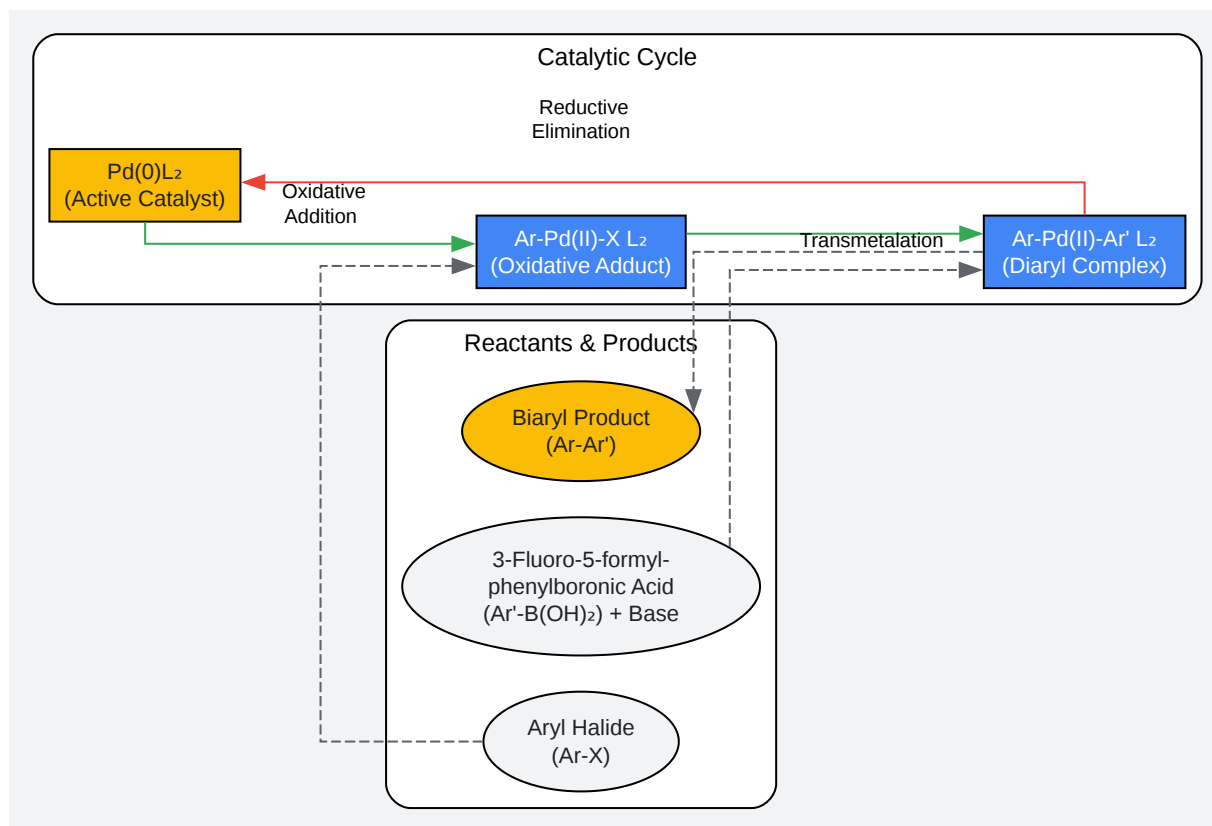 Catalytic Cycle
Reductive
Elimination
Pd(0)L₂
(Active Catalyst)
Oxidative
Addition
Ar-Pd(II)-X L₂
(Oxidative Adduct)
Transmetalation
Ar-Pd(II)-Ar' L₂
(Diaryl Complex)
Reactants & Products
Biaryl Product
(Ar-Ar')
3-Fluoro-5-formyl-
phenylboronic Acid
(Ar'-B(OH)₂) + Base
Aryl Halide
(Ar-X)